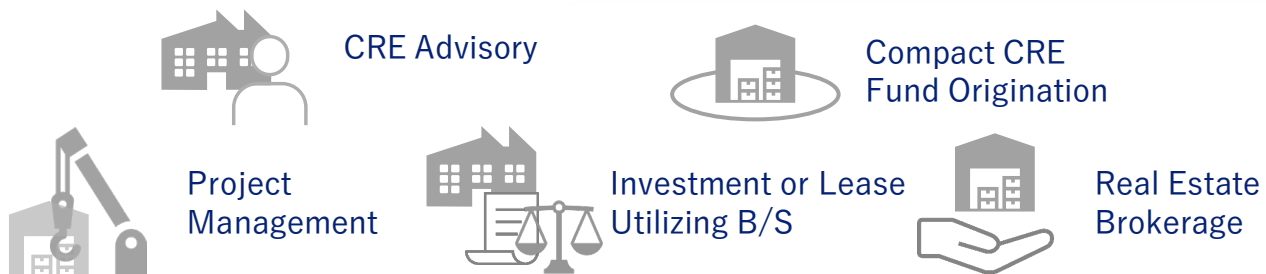 CRE Advisory
Compact CRE
Fund Origination
Project
Management
Investment or Lease
Utilizing B/S
Real Estate
Brokerage